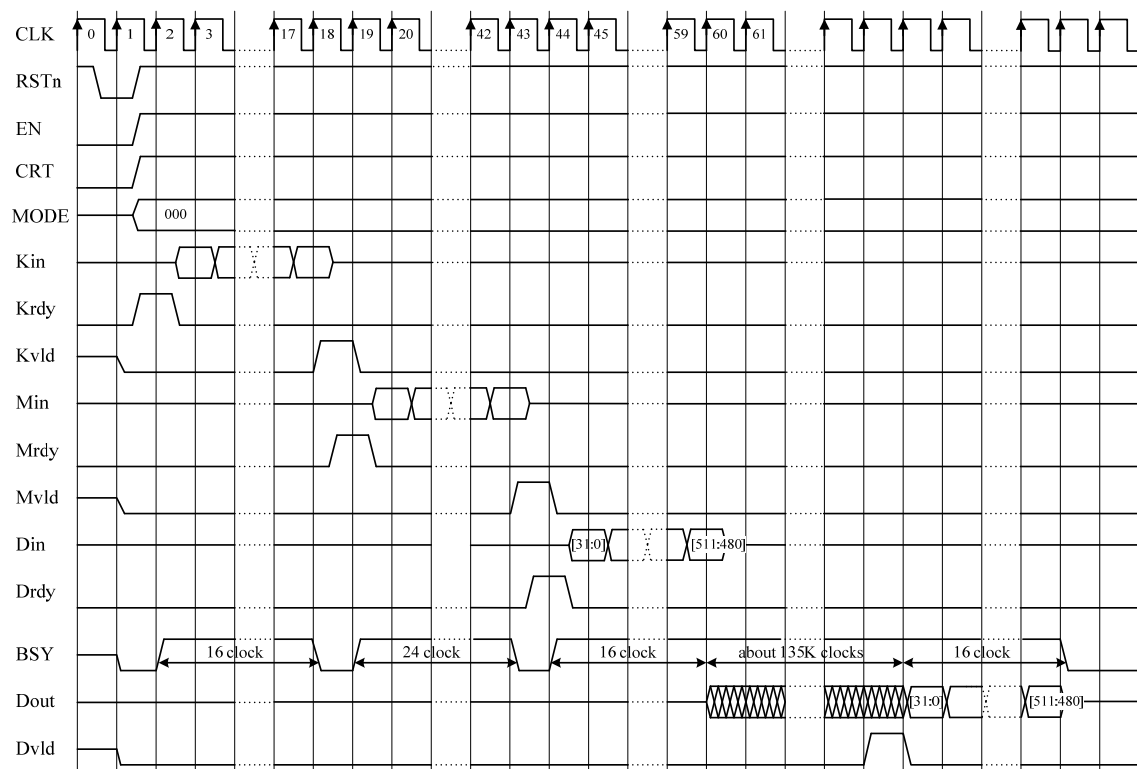 CLK 0 1 2 3 17 18 19 20 42 43 44 45 59 60 61
RSTn
EN
CRT
MODE 000
Kin
Krdy
Kvld
Min
Mrdy
Mvld
Din [31:0] [511:480]
Drdy
BSY 16 clock 24 clock 16 clock about 135K clocks 16 clock
Dout [31:0] [511:480]
Dvld